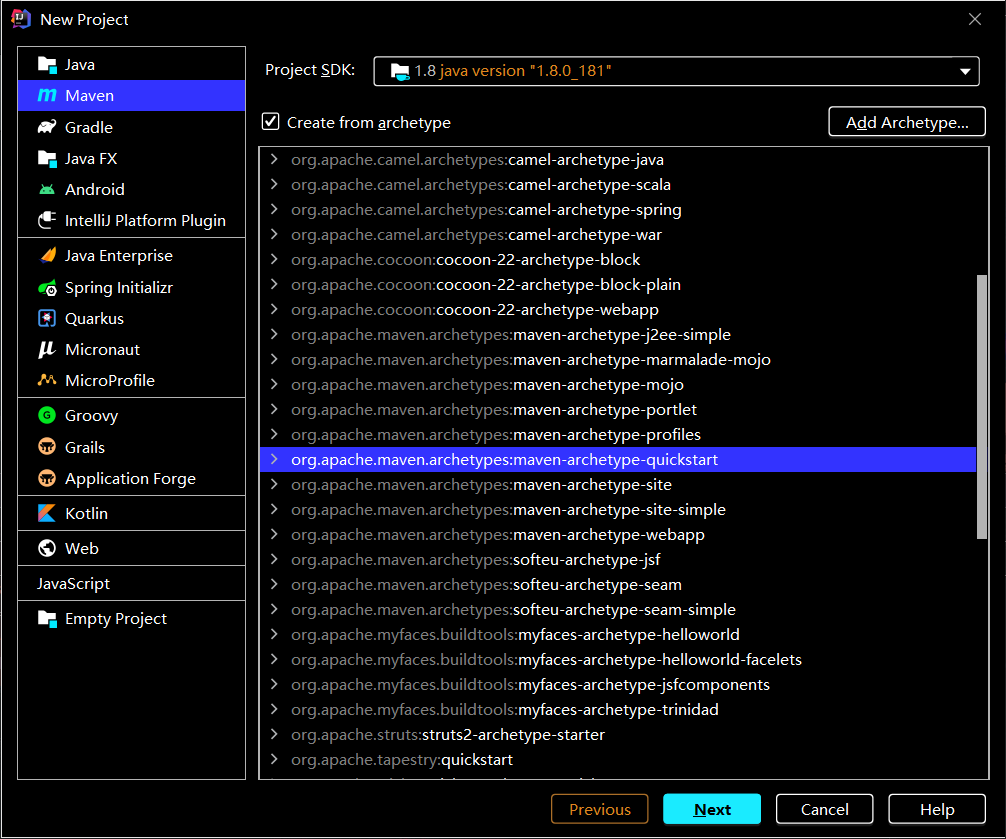 New Project
Java
Maven
Gradle
Java FX
Android
IntelliJ Platform Plugin
Java Enterprise
Spring Initializr
Quarkus
Micronaut
MicroProfile
Groovy
Grails
Application Forge
Kotlin
Web
JavaScript
Empty Project
Project SDK: 1.8 java version "1.8.0_181"
Create from archetype Add Archetype...
org.apache.camel.archetypes:camel-archetype-java
org.apache.camel.archetypes:camel-archetype-scala
org.apache.camel.archetypes:camel-archetype-spring
org.apache.camel.archetypes:camel-archetype-war
org.apache.cocoon:cocoon-22-archetype-block
org.apache.cocoon:cocoon-22-archetype-block-plain
org.apache.cocoon:cocoon-22-archetype-webapp
org.apache.maven.archetypes:maven-archetype-j2ee-simple
org.apache.maven.archetypes:maven-archetype-marmalade-mojo
org.apache.maven.archetypes:maven-archetype-mojo
org.apache.maven.archetypes:maven-archetype-portlet
org.apache.maven.archetypes:maven-archetype-profiles
org.apache.maven.archetypes:maven-archetype-quickstart
org.apache.maven.archetypes:maven-archetype-site
org.apache.maven.archetypes:maven-archetype-site-simple
org.apache.maven.archetypes:maven-archetype-webapp
org.apache.maven.archetypes:softeu-archetype-jsf
org.apache.maven.archetypes:softeu-archetype-seam
org.apache.maven.archetypes:softeu-archetype-seam-simple
org.apache.myfaces.buildtools:myfaces-archetype-helloworld
org.apache.myfaces.buildtools:myfaces-archetype-helloworld-facelets
org.apache.myfaces.buildtools:myfaces-archetype-jsfcomponents
org.apache.myfaces.buildtools:myfaces-archetype-trinidad
org.apache.struts:struts2-archetype-starter
org.apache.tapestry:quickstart
Previous Next Cancel Help